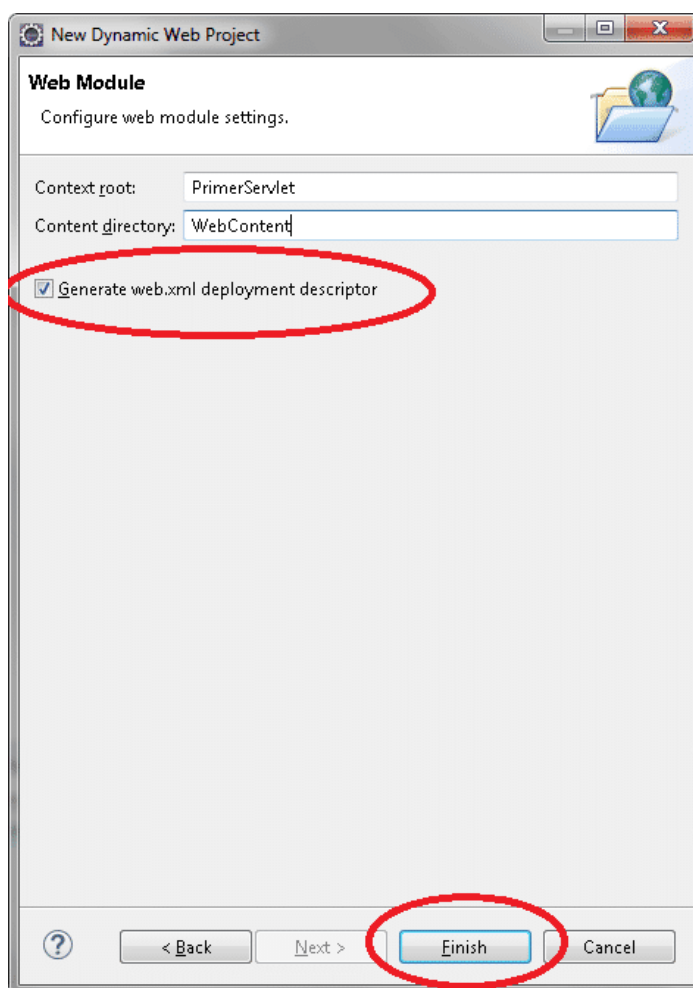 New Dynamic Web Project
Web Module
Configure web module settings.
Context root: PrimerServlet
Content directory: WebContent
Generate web.xml deployment descriptor
? < Back Next > Finish Cancel